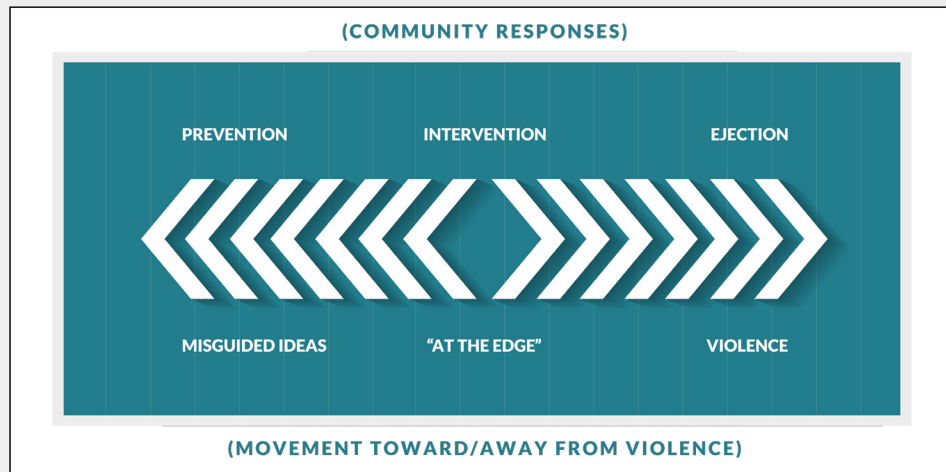 (COMMUNITY RESPONSES)
PREVENTION INTERVENTION EJECTION
MISGUIDED IDEAS "AT THE EDGE" VIOLENCE
(MOVEMENT TOWARD/AWAY FROM VIOLENCE)